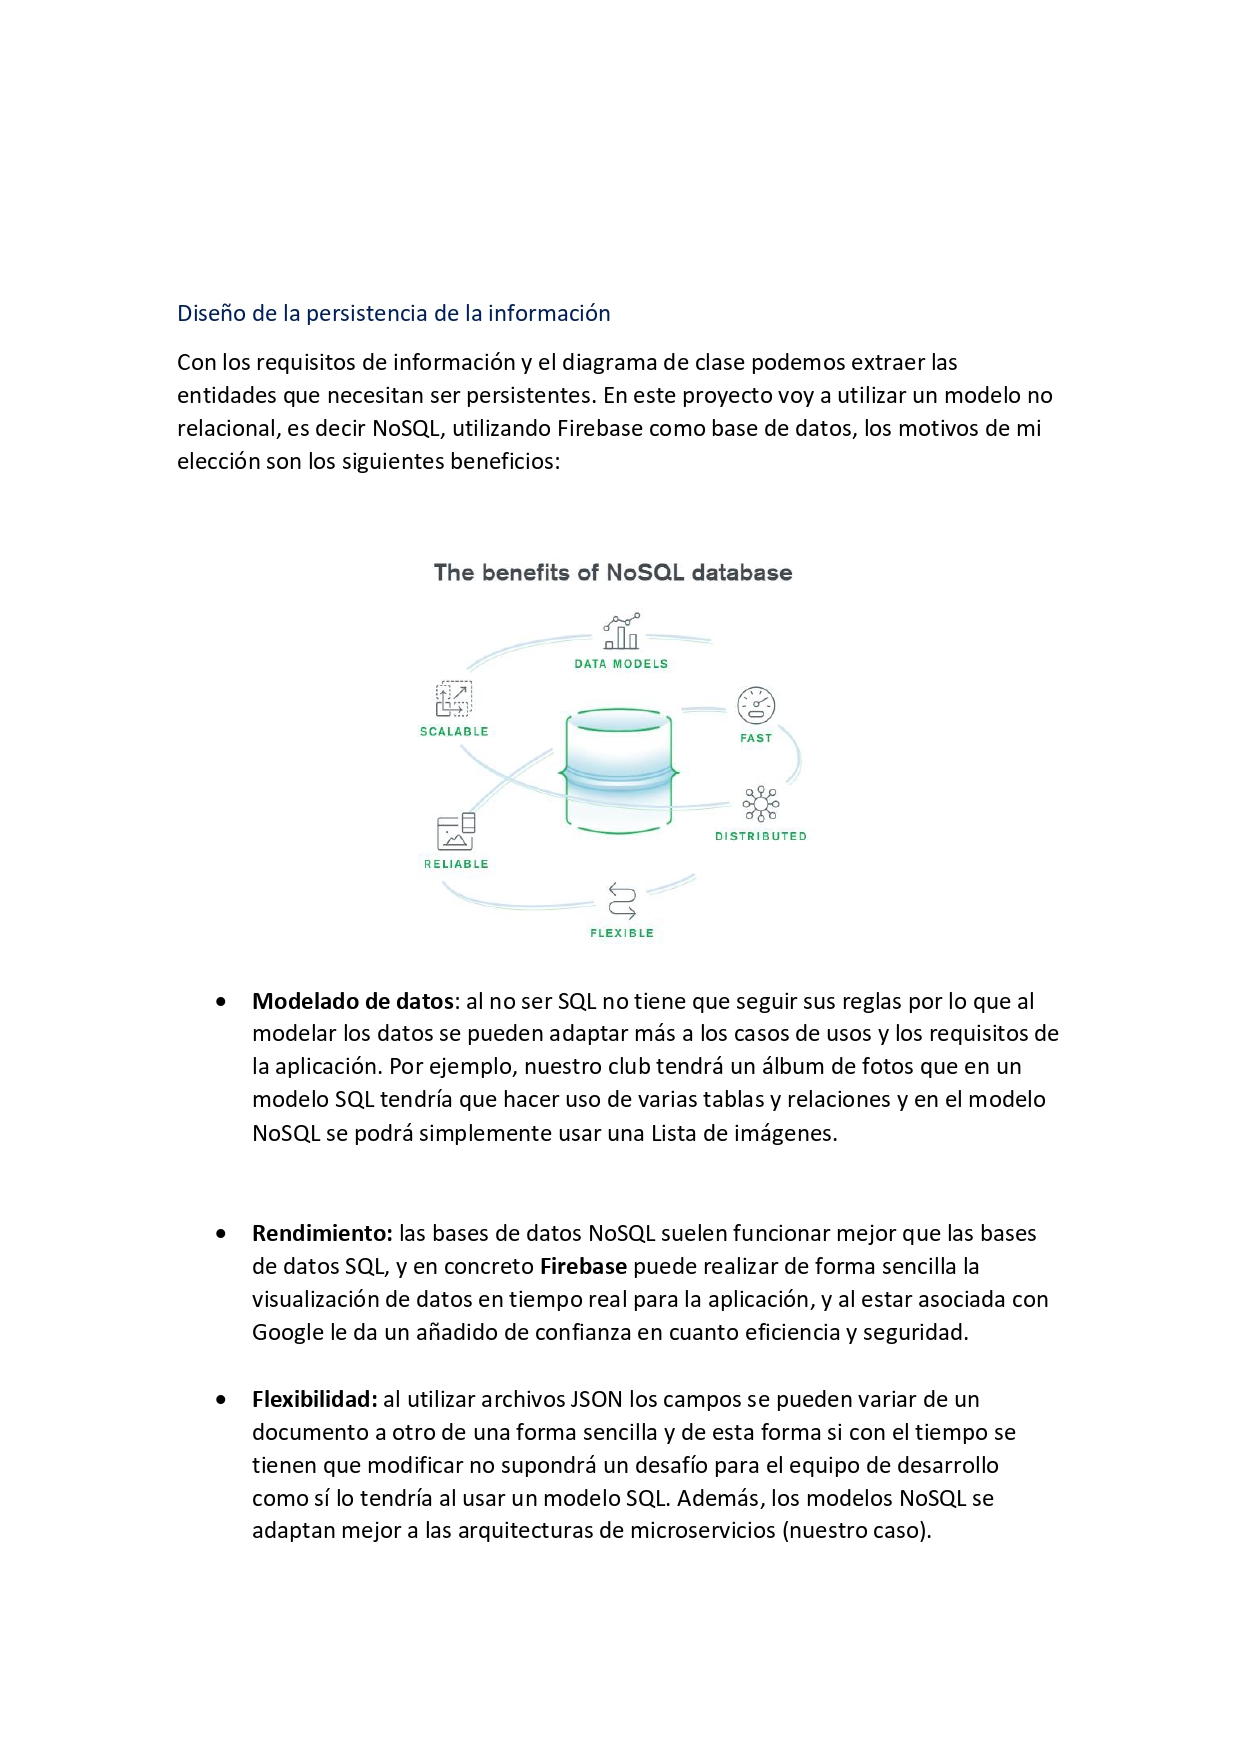 Diseño de la persistencia de la información
Con los requisitos de información y el diagrama de clase podemos extraer las
entidades que necesitan ser persistentes. En este proyecto voy a utilizar un modelo no
relacional, es decir NoSQL, utilizando Firebase como base de datos, los motivos de mi
elección son los siguientes beneficios:
The benefits of NoSQL database
DATA MODELS
SCALABLE
FAST
DISTRIBUTED
RELIABLE
FLEXIBLE
• Modelado de datos: al no ser SQL no tiene que seguir sus reglas por lo que al
modelar los datos se pueden adaptar más a los casos de usos y los requisitos de
la aplicación. Por ejemplo, nuestro club tendrá un álbum de fotos que en un
modelo SQL tendría que hacer uso de varias tablas y relaciones y en el modelo
NoSQL se podrá simplemente usar una Lista de imágenes.
• Rendimiento: las bases de datos NoSQL suelen funcionar mejor que las bases
de datos SQL, y en concreto Firebase puede realizar de forma sencilla la
visualización de datos en tiempo real para la aplicación, y al estar asociada con
Google le da un añadido de confianza en cuanto eficiencia y seguridad.
• Flexibilidad: al utilizar archivos JSON los campos se pueden variar de un
documento a otro de una forma sencilla y de esta forma si con el tiempo se
tienen que modificar no supondrá un desafío para el equipo de desarrollo
como sí lo tendría al usar un modelo SQL. Además, los modelos NoSQL se
adaptan mejor a las arquitecturas de microservicios (nuestro caso).